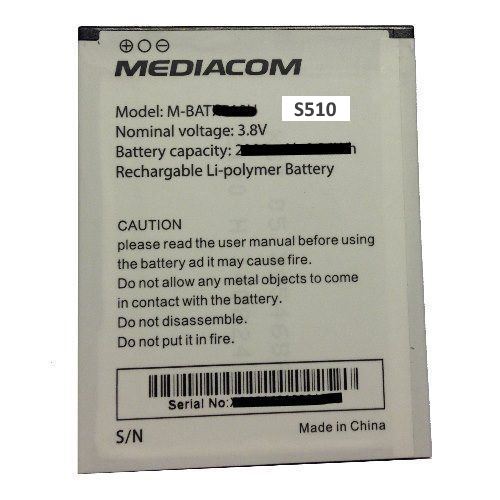 MEDIACOM
Model: M-BAT
S510
Nominal voltage: 3.8V
Battery capacity: 2
Rechargable Li-polymer Battery
CAUTION
please read the user manual before using
the battery ad it may cause fire.
Do not allow any metal objects to come
in contact with the battery.
Do not disassemble.
Do not put it in fire.
Serial No:
S/N
Made in China